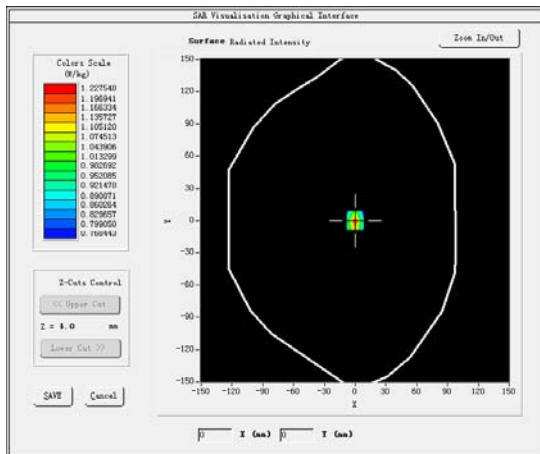 SAR Visualisation Graphical Interface
Surface Radiated Intensity
Zoom In/Out
Colors Scale
(W/kg)
1.227548
1.196941
1.166334
1.135727
1.105120
1.074513
1.043906
1.013299
0.982692
0.952085
0.921478
0.890871
0.860264
0.829657
0.799050
0.768443
150
120
90
60
30
0
-30
-60
-90
-120
-150
Y
-150 -120 -90 -60 -30 0 30 60 90 120 150
X
Z-Cuts Control
<< Upper Cut
Z = 4.0 mm
Lower Cut >>
SAVE Cancel
0 X (mm) 0 Y (mm)